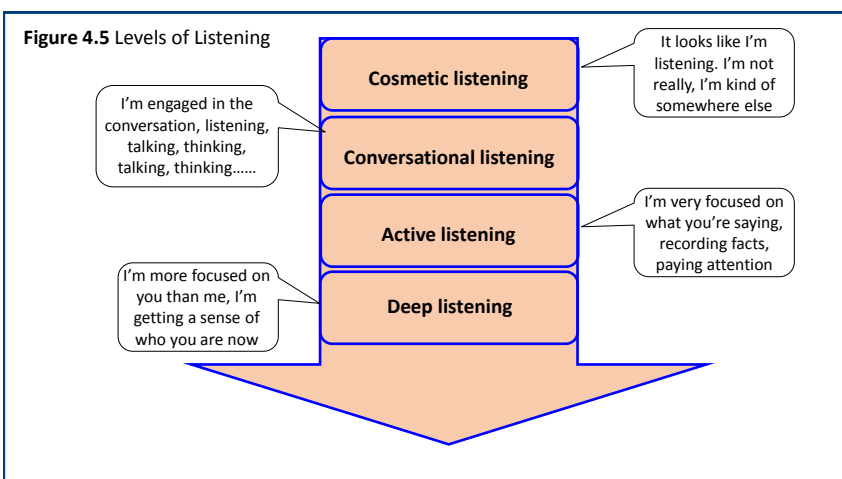 Figure 4.5 Levels of Listening
Cosmetic listening
It looks like I'm
listening. I'm not
really, I'm kind of
somewhere else
I'm engaged in the
conversation, listening,
talking, thinking,
talking, thinking......
Conversational listening
Active listening
I'm very focused on
what you're saying,
recording facts,
paying attention
I'm more focused on
you than me, I'm
getting a sense of
who you are now
Deep listening